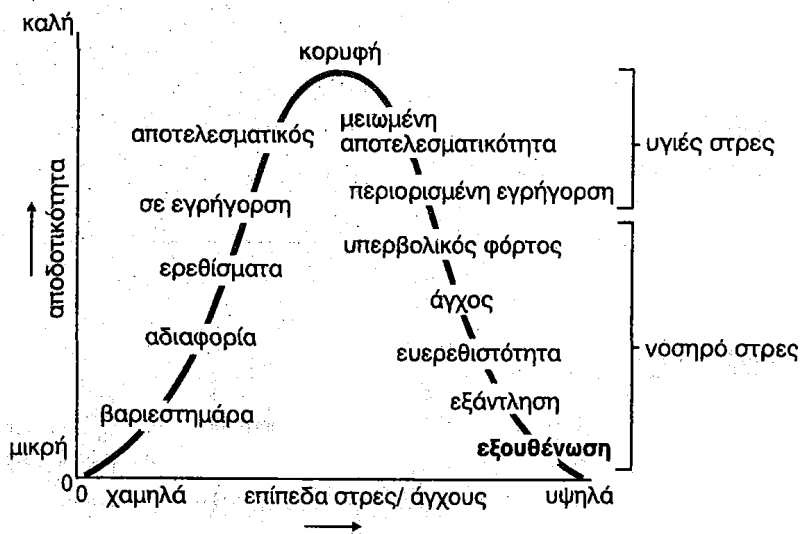 καλή
κορυφή
αποτελεσματικός
μειωμένη
αποτελεσματικότητα
υγιές στρες
περιορισμένη εγρήγορση
σε εγρήγορση
αποδοτικότητα
υπερβολικός φόρτος
ερεθίσματα
άγχος
αδιαφορία
ευερεθιστότητα
νοσηρό στρες
εξάντληση
βαριεστημάρα
μικρή
εξουθένωση
0
0 χαμηλά επίπεδα στρες/ άγχους υψηλά